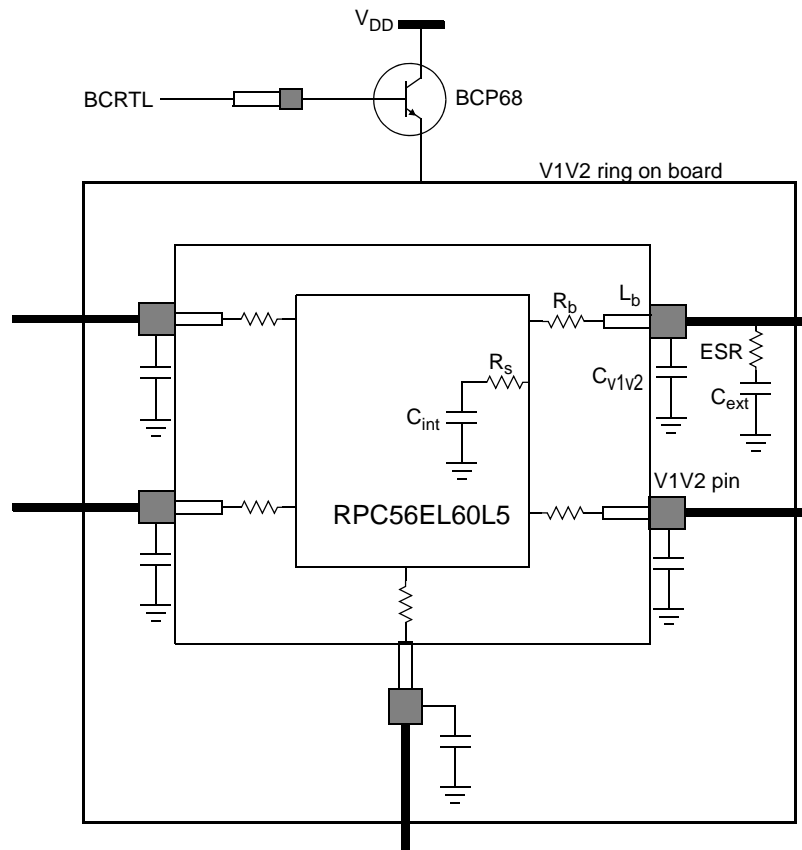 VDD
BCRTL
BCP68
V1V2 ring on board
Rb
Lb
ESR
Rs
Cv1v2
Cext
Cint
V1V2 pin
RPC56EL60L5